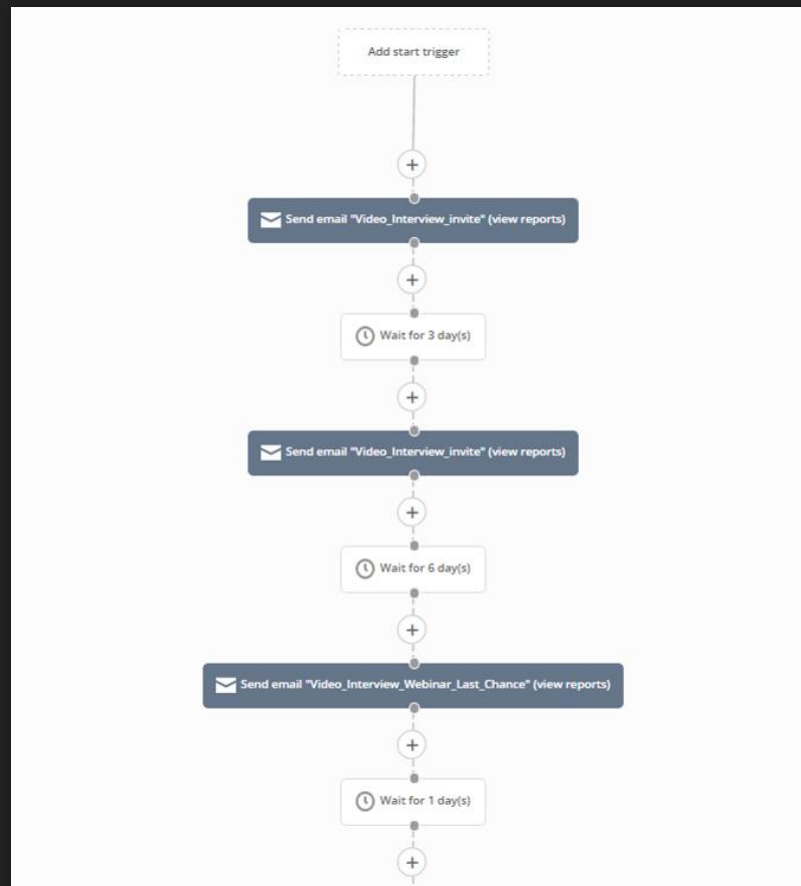 Add start trigger
Send email "Video_Interview_invite" (view reports)
Wait for 3 day(s)
Send email "Video_Interview_invite" (view reports)
Wait for 6 day(s)
Send email "Video_Interview_Webinar_Last_Chance" (view reports)
Wait for 1 day(s)